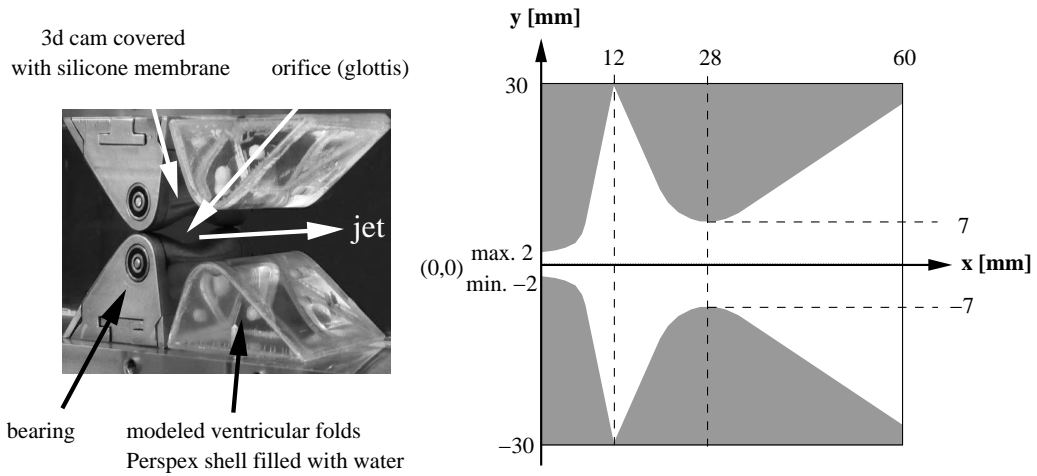 3d cam covered
with silicone membrane
orifice (glottis)
jet
bearing
modeled ventricular folds
Perspex shell filled with water
y [mm]
12
28
60
30
7
max. 2
(0,0)
min. −2
x [mm]
−7
−30